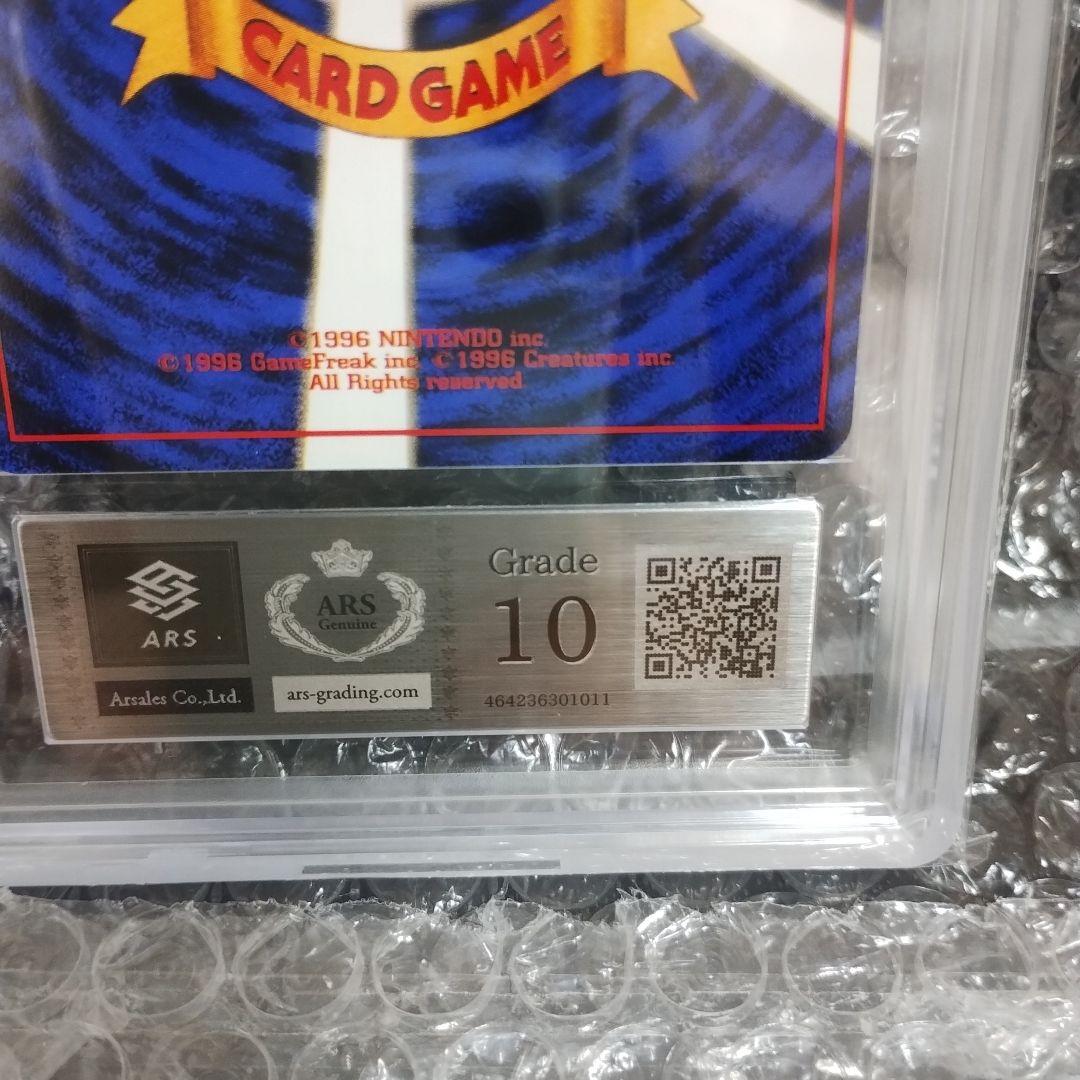 CARD GAME
©1996 NINTENDO inc.
©1996 GameFreak inc. ©1996 Creatures inc.
All Rights reserved
ARS
Arsales Co.,Ltd.
ARS
Genuine
ars-grading.com
Grade
10
464236301011